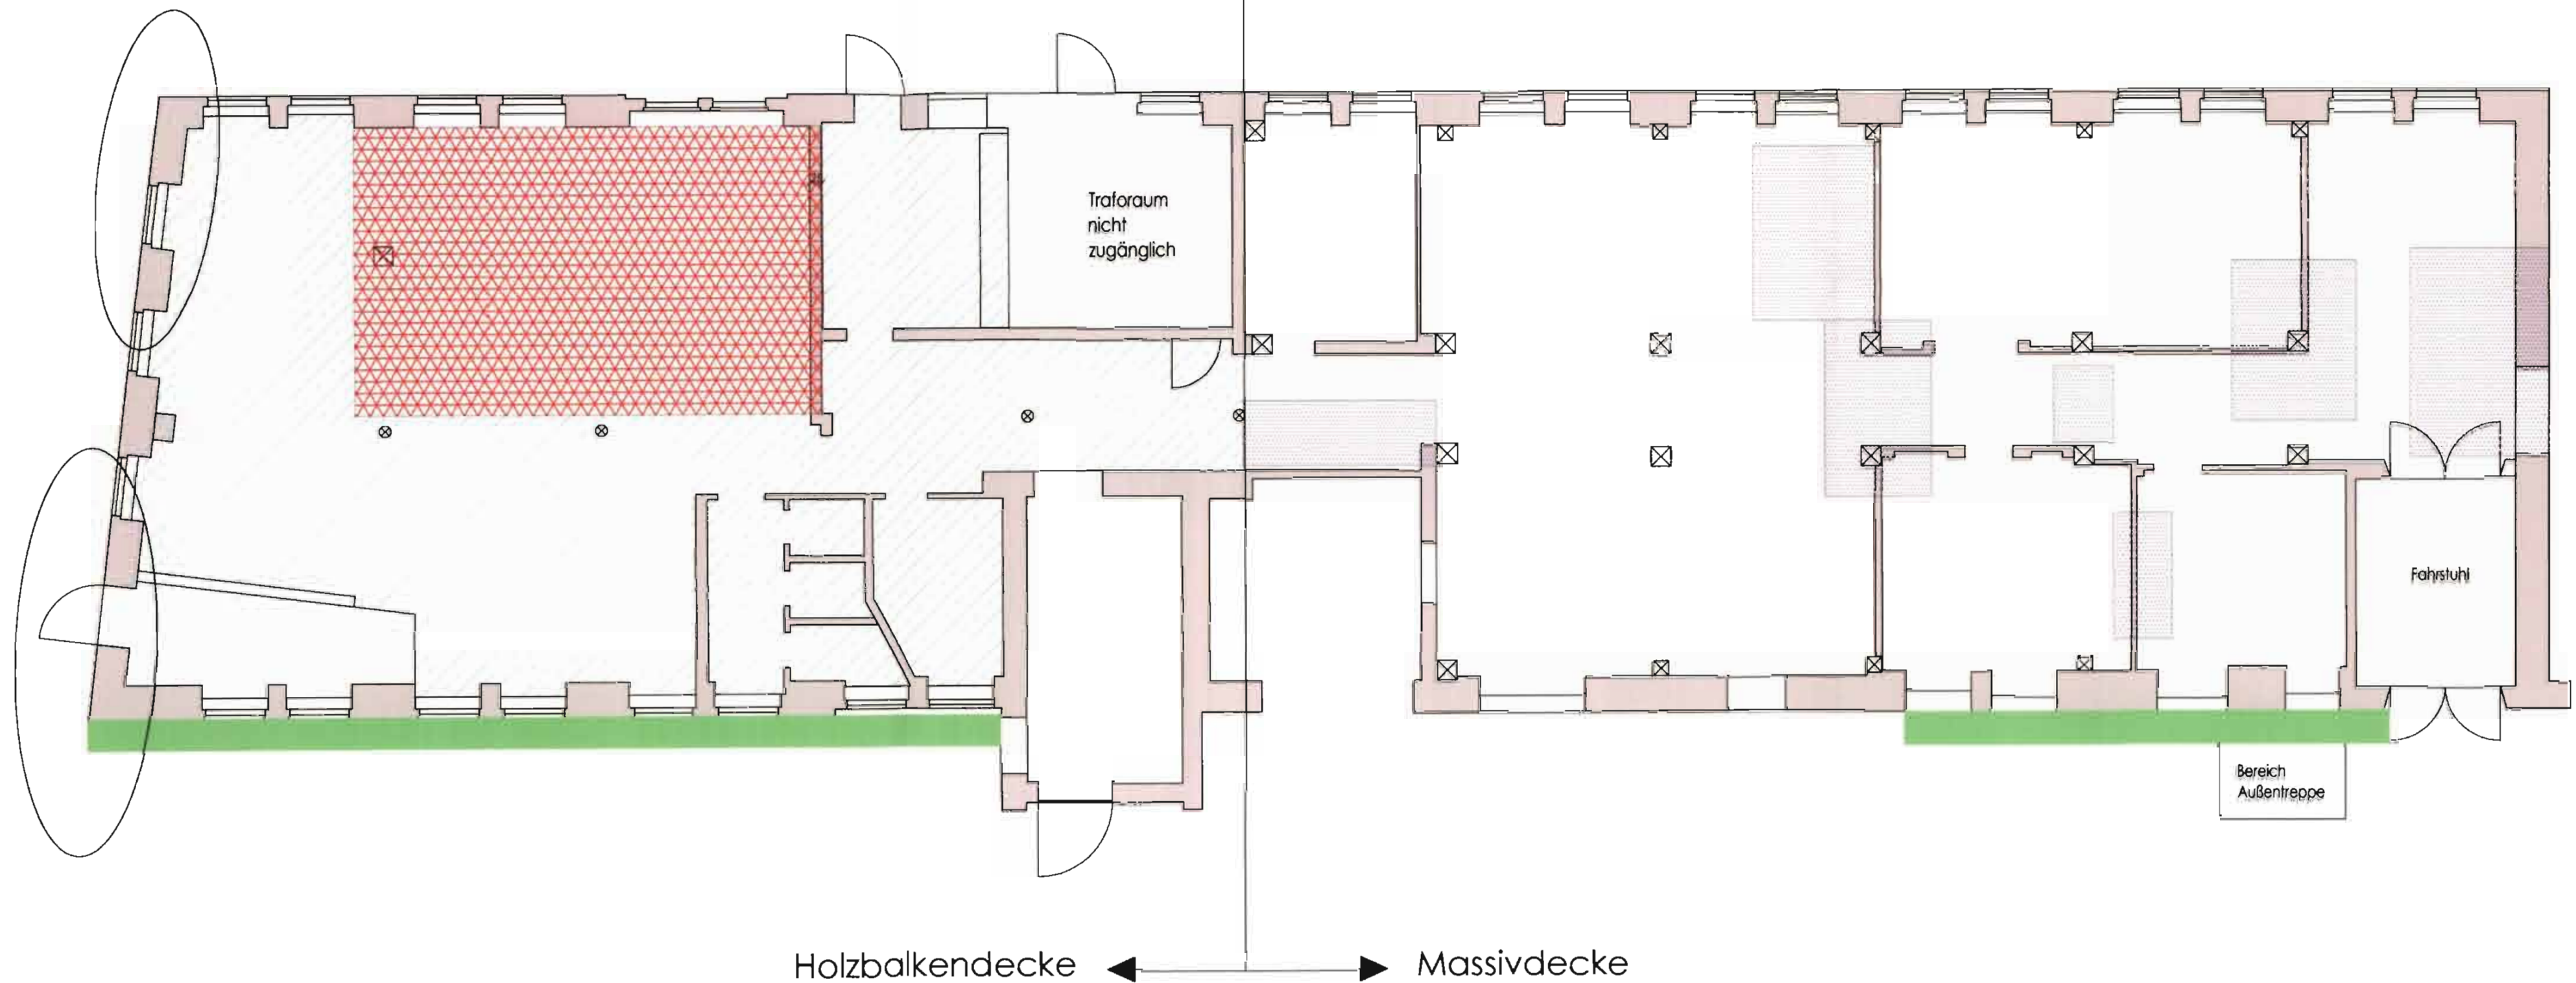 Traforaum
nicht
zugänglich
Fahrstuhl
Bereich
Außentreppe
Holzbalkendecke
Massivdecke